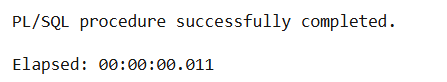 PL/SQL procedure successfully completed.
Elapsed: 00:00:00.011